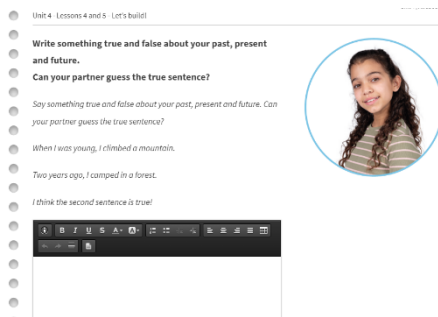 Unit 4 · Lessons 4 and 5 · Let's build!
Write something true and false about your past, present
and future.
Can your partner guess the true sentence?
Say something true and false about your past, present and future. Can
your partner guess the true sentence?
When I was young, I climbed a mountain.
Two years ago, I camped in a forest.
I think the second sentence is true!
B I U S A A